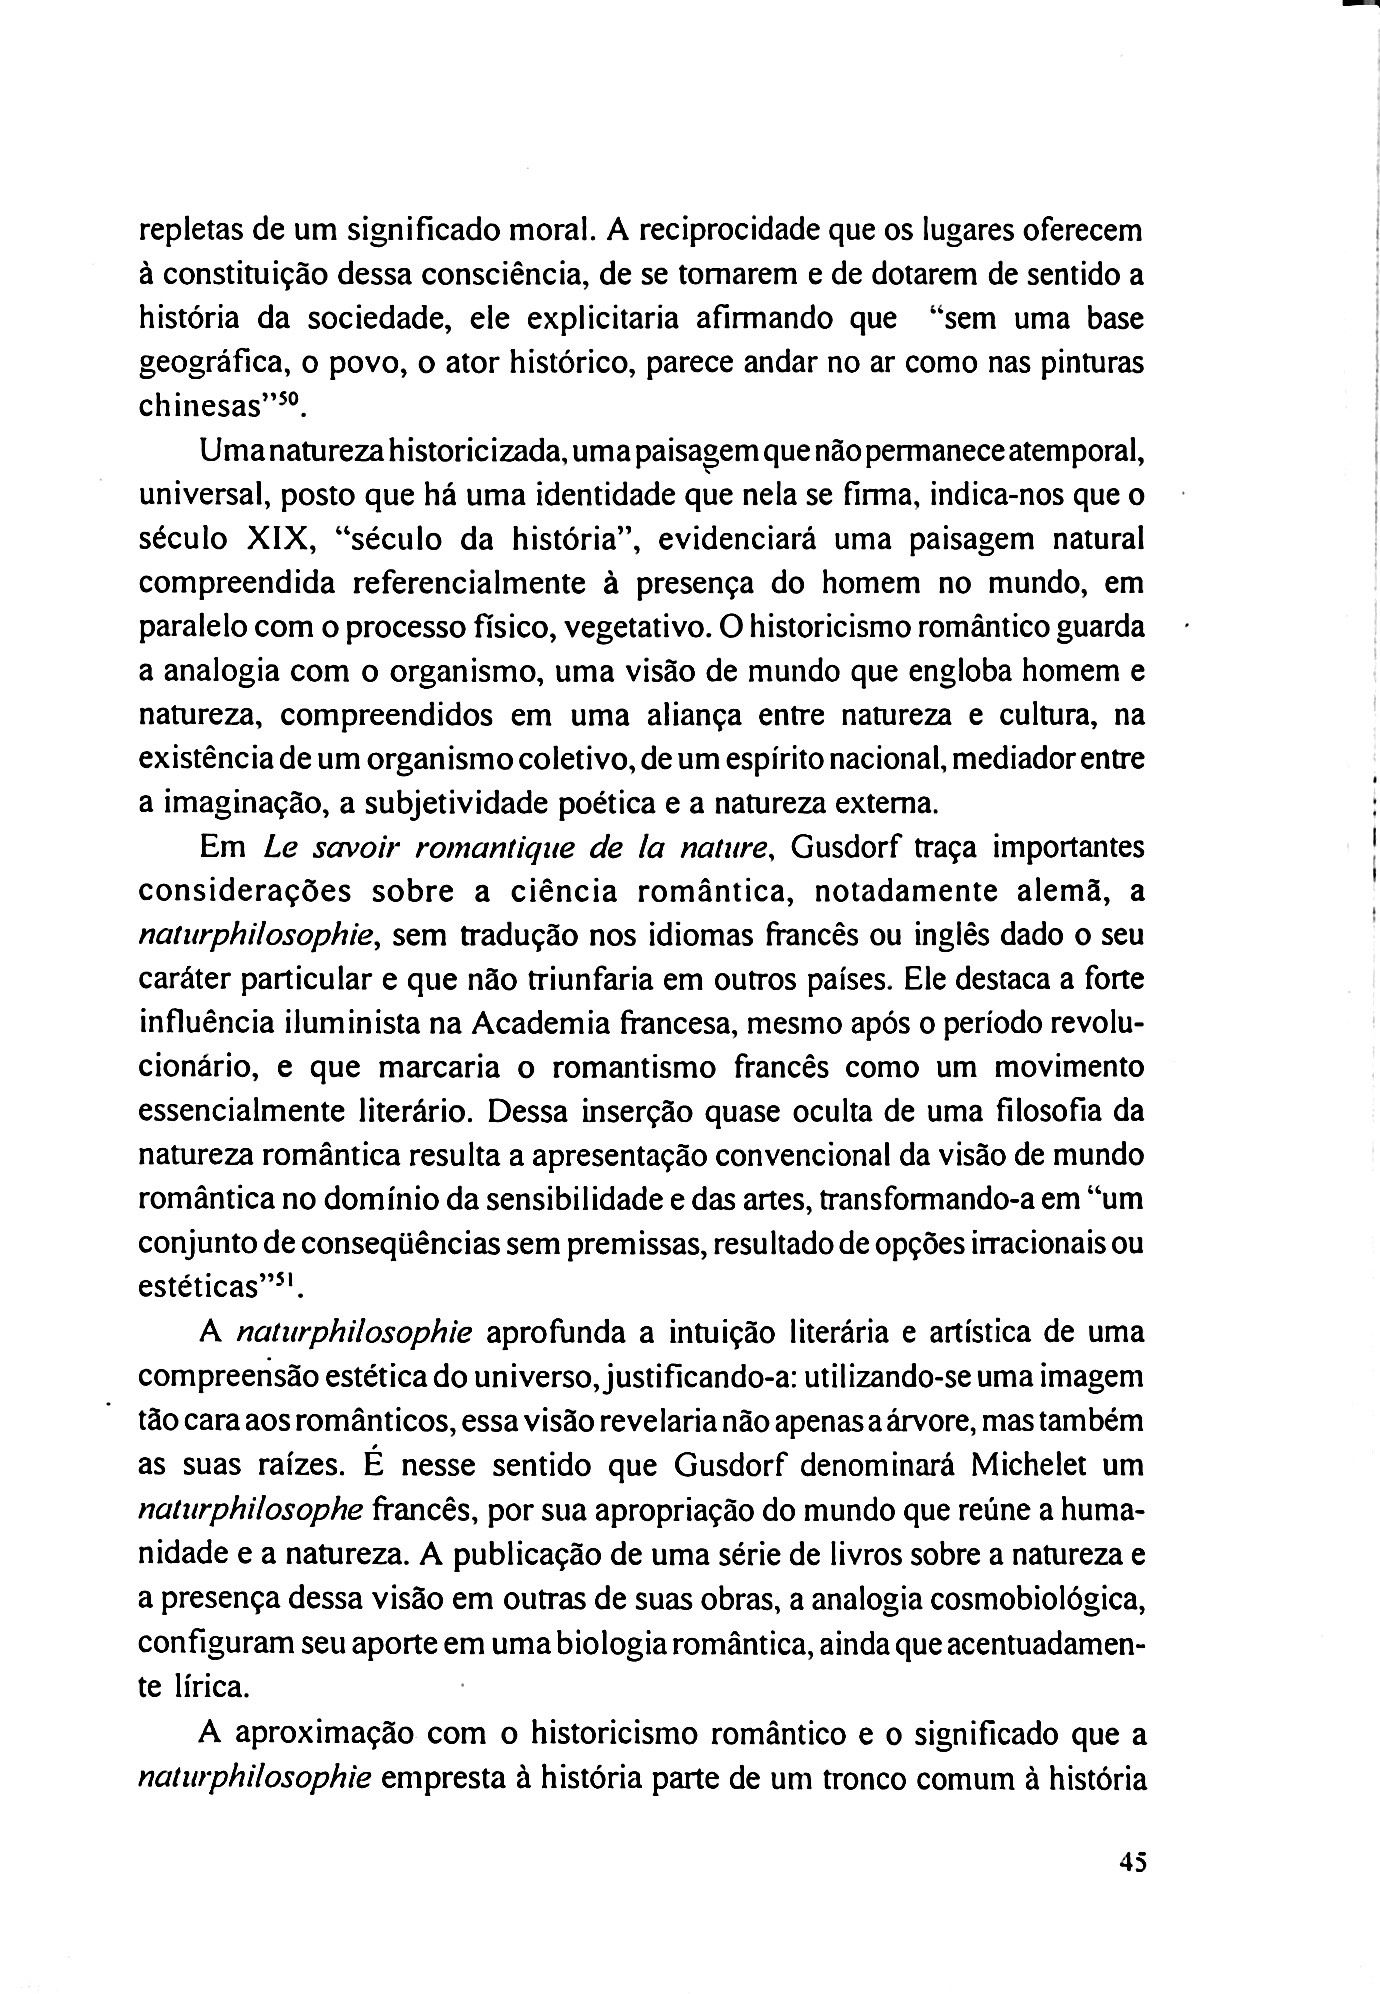 repletas de um significado moral. A reciprocidade que os lugares oferecem
à constituição dessa consciência, de se tornarem e de dotarem de sentido a
história da sociedade, ele explicitaria afirmando que “sem uma base
geográfica, o povo, o ator histórico, parece andar no ar como nas pinturas
chinesas”⁵⁰.
Uma natureza historicizada, uma paisagem que não permanece atemporal,
universal, posto que há uma identidade que nela se firma, indica-nos que o
século XIX, “século da história”, evidenciará uma paisagem natural
compreendida referencialmente à presença do homem no mundo, em
paralelo com o processo físico, vegetativo. O historicismo romântico guarda
a analogia com o organismo, uma visão de mundo que engloba homem e
natureza, compreendidos em uma aliança entre natureza e cultura, na
existência de um organismo coletivo, de um espírito nacional, mediador entre
a imaginação, a subjetividade poética e a natureza externa.
Em Le savoir romantique de la nature, Gusdorf traça importantes
considerações sobre a ciência romântica, notadamente alemã, a
naturphilosophie, sem tradução nos idiomas francês ou inglês dado o seu
caráter particular e que não triunfaria em outros países. Ele destaca a forte
influência iluminista na Academia francesa, mesmo após o período revolu-
cionário, e que marcaria o romantismo francês como um movimento
essencialmente literário. Dessa inserção quase oculta de uma filosofia da
natureza romântica resulta a apresentação convencional da visão de mundo
romântica no domínio da sensibilidade e das artes, transformando-a em “um
conjunto de conseqüências sem premissas, resultado de opções irracionais ou
estéticas”⁵¹.
A naturphilosophie aprofunda a intuição literária e artística de uma
compreensão estética do universo, justificando-a: utilizando-se uma imagem
tão cara aos românticos, essa visão revelaria não apenas a árvore, mas também
as suas raízes. É nesse sentido que Gusdorf denominará Michelet um
naturphilosophe francês, por sua apropriação do mundo que reúne a huma-
nidade e a natureza. A publicação de uma série de livros sobre a natureza e
a presença dessa visão em outras de suas obras, a analogia cosmobiológica,
configuram seu aporte em uma biologia romântica, ainda que acentuadamen-
te lírica.
A aproximação com o historicismo romântico e o significado que a
naturphilosophie empresta à história parte de um tronco comum à história
45